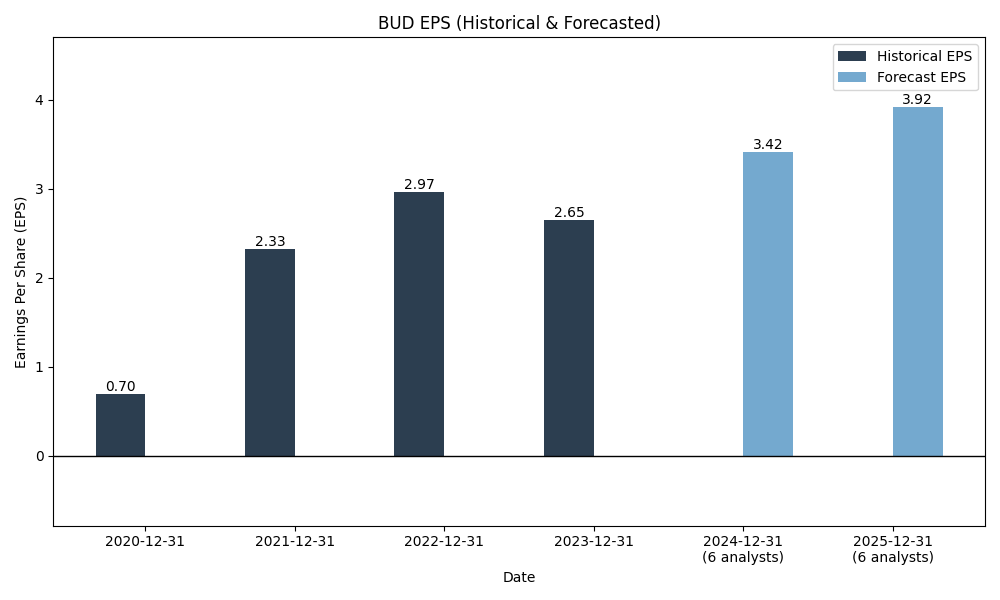 BUD EPS (Historical & Forecasted)
Historical EPS
Forecast EPS
Earnings Per Share (EPS)
4
3
2
1
0
0.70
2.33
2.97
2.65
3.42
3.92
2020-12-31
2021-12-31
2022-12-31
2023-12-31
2024-12-31
(6 analysts)
2025-12-31
(6 analysts)
Date